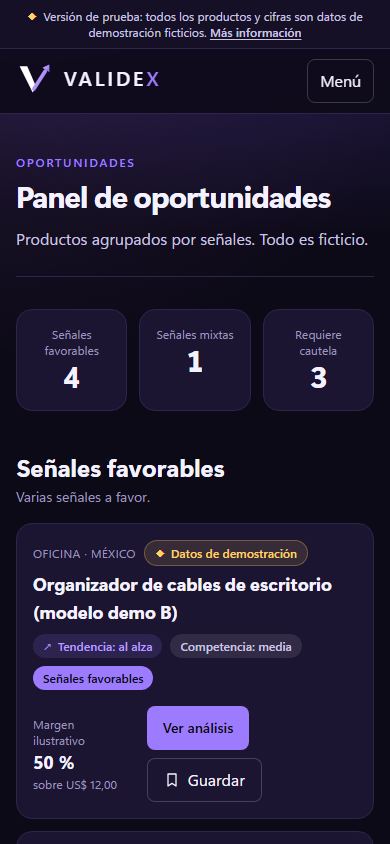 Versión de prueba: todos los productos y cifras son datos de
demostración ficticios. Más información
VALIDEX
Menú
OPORTUNIDADES
Panel de oportunidades
Productos agrupados por señales. Todo es ficticio.
Señales
favorables
4
Señales mixtas
1
Requiere
cautela
3
Señales favorables
Varias señales a favor.
OFICINA · MÉXICO
Datos de demostración
Organizador de cables de escritorio
(modelo demo B)
↗ Tendencia: al alza
Competencia: media
Señales favorables
Margen
ilustrativo
50 %
sobre US$ 12,00
Ver análisis
Guardar